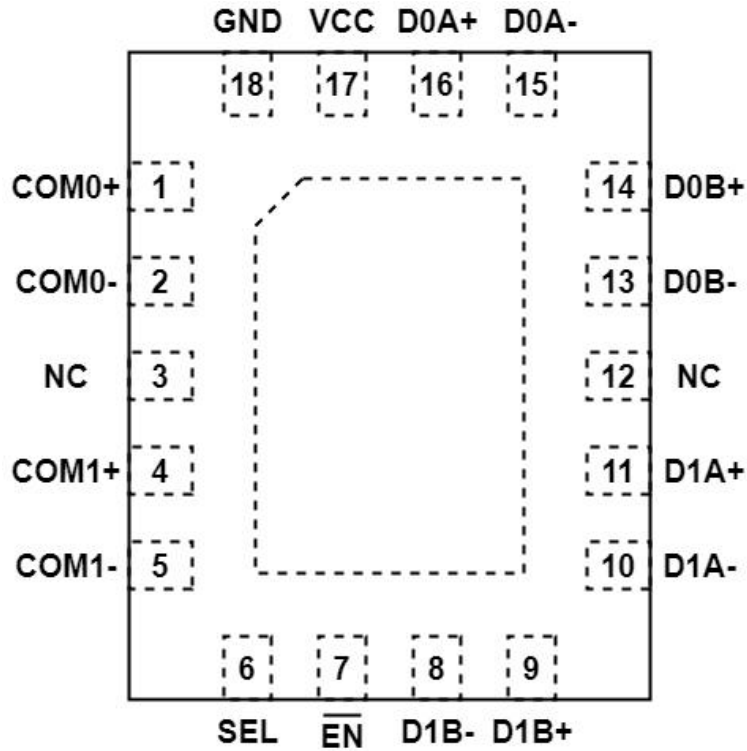 GND VCC D0A+ D0A-
18 17 16 15
COM0+ 1 14 D0B+
COM0- 2 13 D0B-
NC 3 12 NC
COM1+ 4 11 D1A+
COM1- 5 10 D1A-
6 7 8 9
SEL E̅N̅ D1B- D1B+